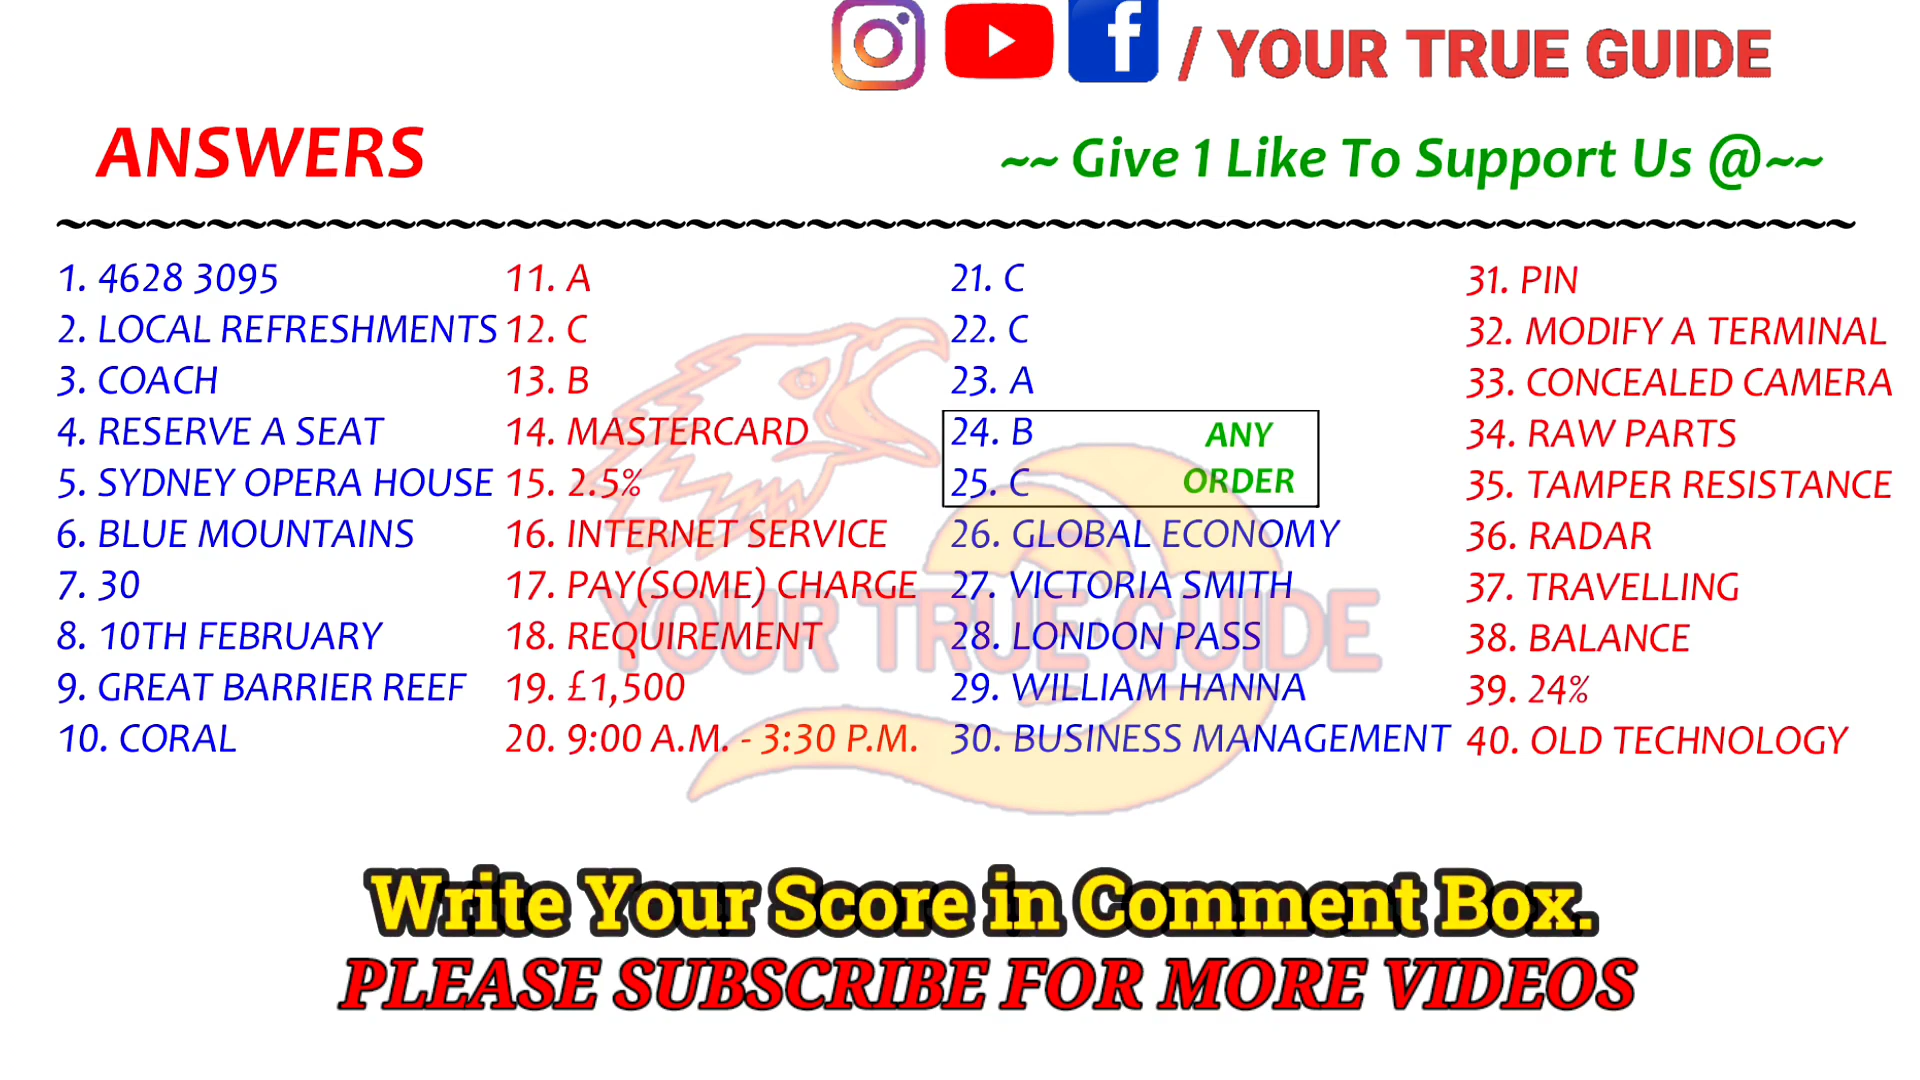 / YOUR TRUE GUIDE
ANSWERS
~~ Give 1 Like To Support Us @~~
1. 4628 3095
2. LOCAL REFRESHMENTS
3. COACH
4. RESERVE A SEAT
5. SYDNEY OPERA HOUSE
6. BLUE MOUNTAINS
7. 30
8. 10TH FEBRUARY
9. GREAT BARRIER REEF
10. CORAL
11. A
12. C
13. B
14. MASTERCARD
15. 2.5%
16. INTERNET SERVICE
17. PAY(SOME) CHARGE
18. REQUIREMENT
19. £1,500
20. 9:00 A.M. - 3:30 P.M.
21. C
22. C
23. A
24. B
25. C
ANY
ORDER
26. GLOBAL ECONOMY
27. VICTORIA SMITH
28. LONDON PASS
29. WILLIAM HANNA
30. BUSINESS MANAGEMENT
31. PIN
32. MODIFY A TERMINAL
33. CONCEALED CAMERA
34. RAW PARTS
35. TAMPER RESISTANCE
36. RADAR
37. TRAVELLING
38. BALANCE
39. 24%
40. OLD TECHNOLOGY
YOUR TRUE GUIDE
Write Your Score in Comment Box.
PLEASE SUBSCRIBE FOR MORE VIDEOS